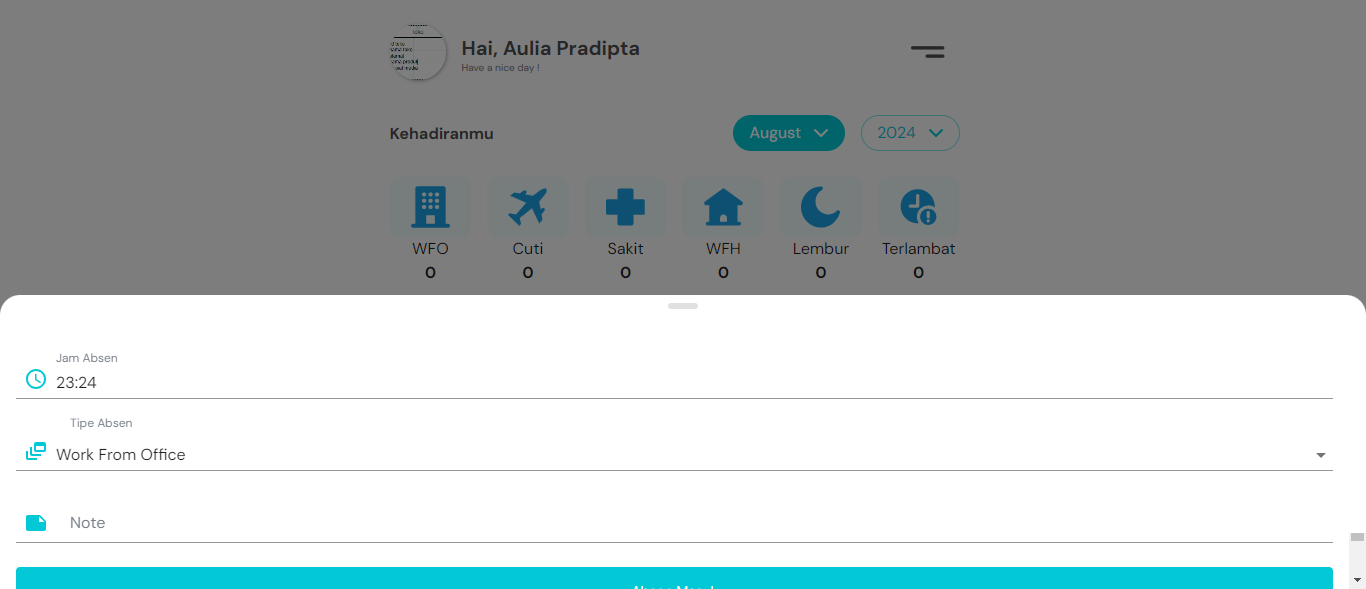 Hai, Aulia Pradipta
Have a nice day !
Kehadiranmu
August
2024
WFO
Cuti
Sakit
WFH
Lembur
Terlambat
0
0
0
0
0
0
Jam Absen
23:24
Tipe Absen
Work From Office
Note